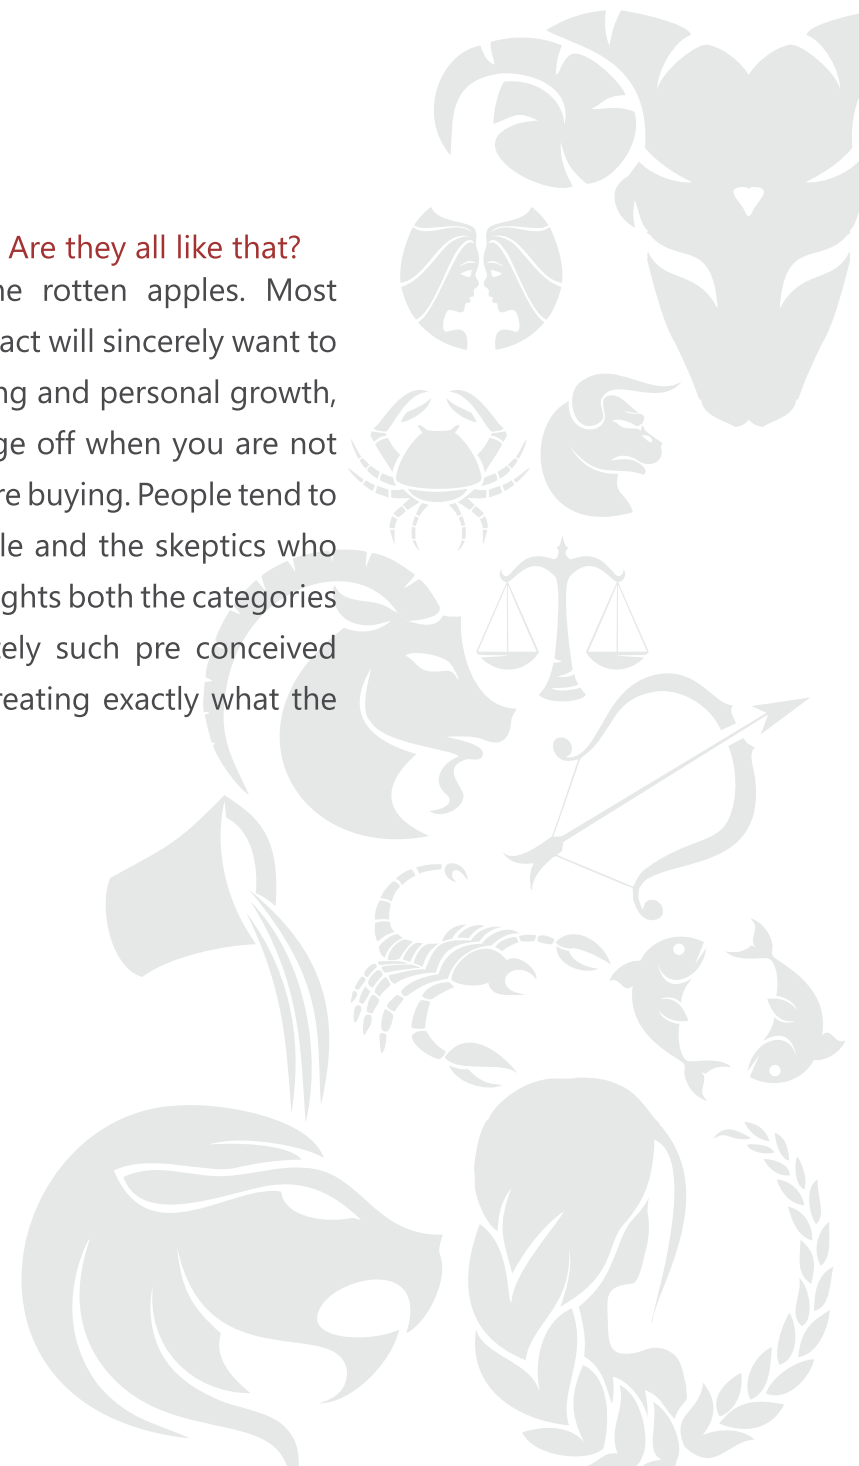 Are they all like that?
ne rotten apples. Most
act will sincerely want to
ng and personal growth,
ge off when you are not
re buying. People tend to
le and the skeptics who
ghts both the categories
ely such pre conceived
reating exactly what the